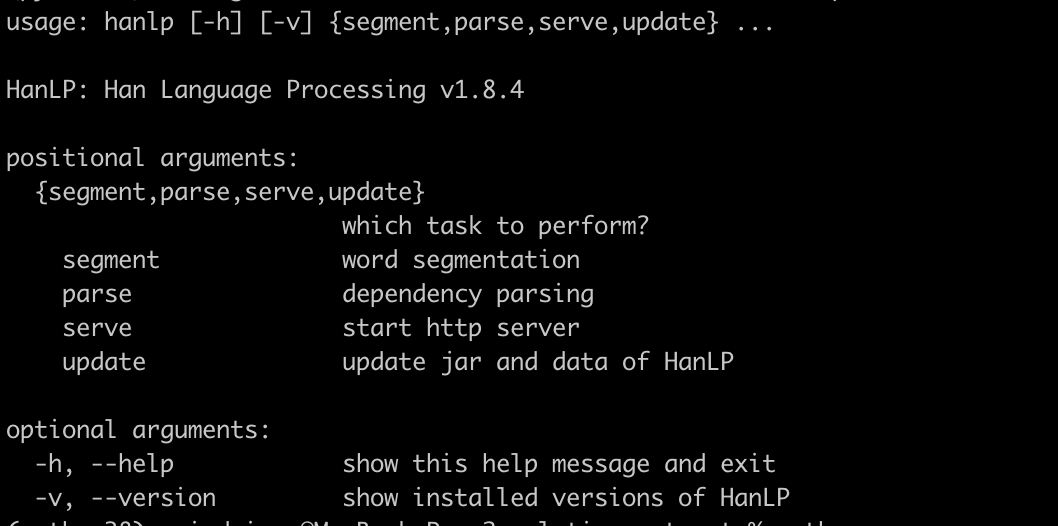 usage: hanlp [-h] [-v] {segment,parse,serve,update} ...
HanLP: Han Language Processing v1.8.4
positional arguments:
{segment,parse,serve,update}
which task to perform?
segment word segmentation
parse dependency parsing
serve start http server
update update jar and data of HanLP
optional arguments:
-h, --help show this help message and exit
-v, --version show installed versions of HanLP